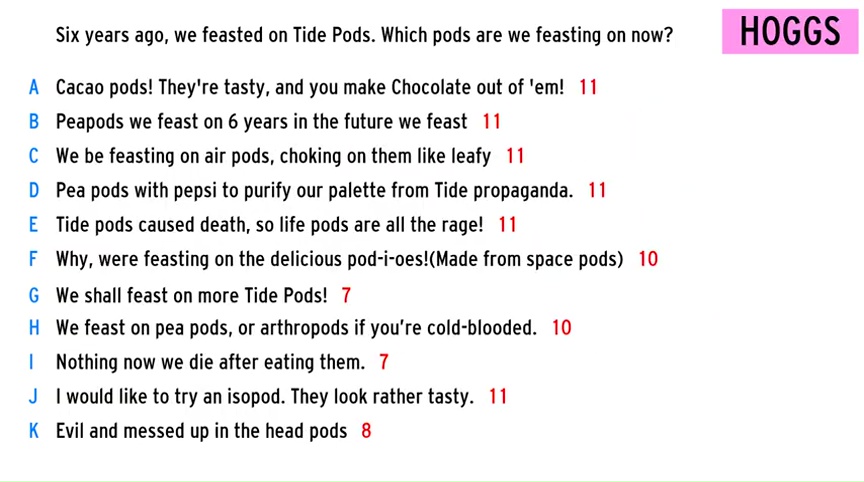 Six years ago, we feasted on Tide Pods. Which pods are we feasting on now?
HOGGS
A Cacao pods! They're tasty, and you make Chocolate out of 'em! 11
B Peapods we feast on 6 years in the future we feast 11
C We be feasting on air pods, choking on them like leafy 11
D Pea pods with pepsi to purify our palette from Tide propaganda. 11
E Tide pods caused death, so life pods are all the rage! 11
F Why, were feasting on the delicious pod-i-oes!(Made from space pods) 10
G We shall feast on more Tide Pods! 7
H We feast on pea pods, or arthropods if you're cold-blooded. 10
I Nothing now we die after eating them. 7
J I would like to try an isopod. They look rather tasty. 11
K Evil and messed up in the head pods 8